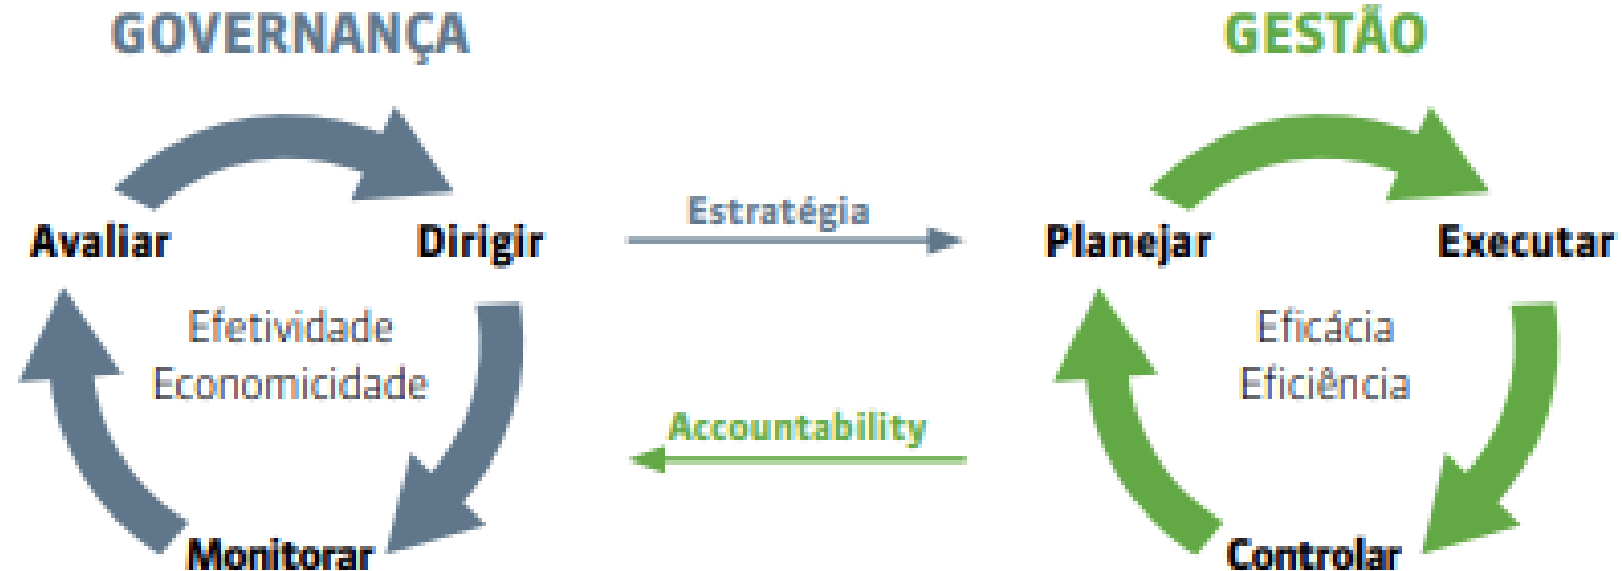 GOVERNANÇA
GESTÃO
Estratégia
Avaliar
Dirigir
Planejar
Executar
Efetividade
Economicidade
Eficácia
Eficiência
Accountability
Monitorar
Controlar